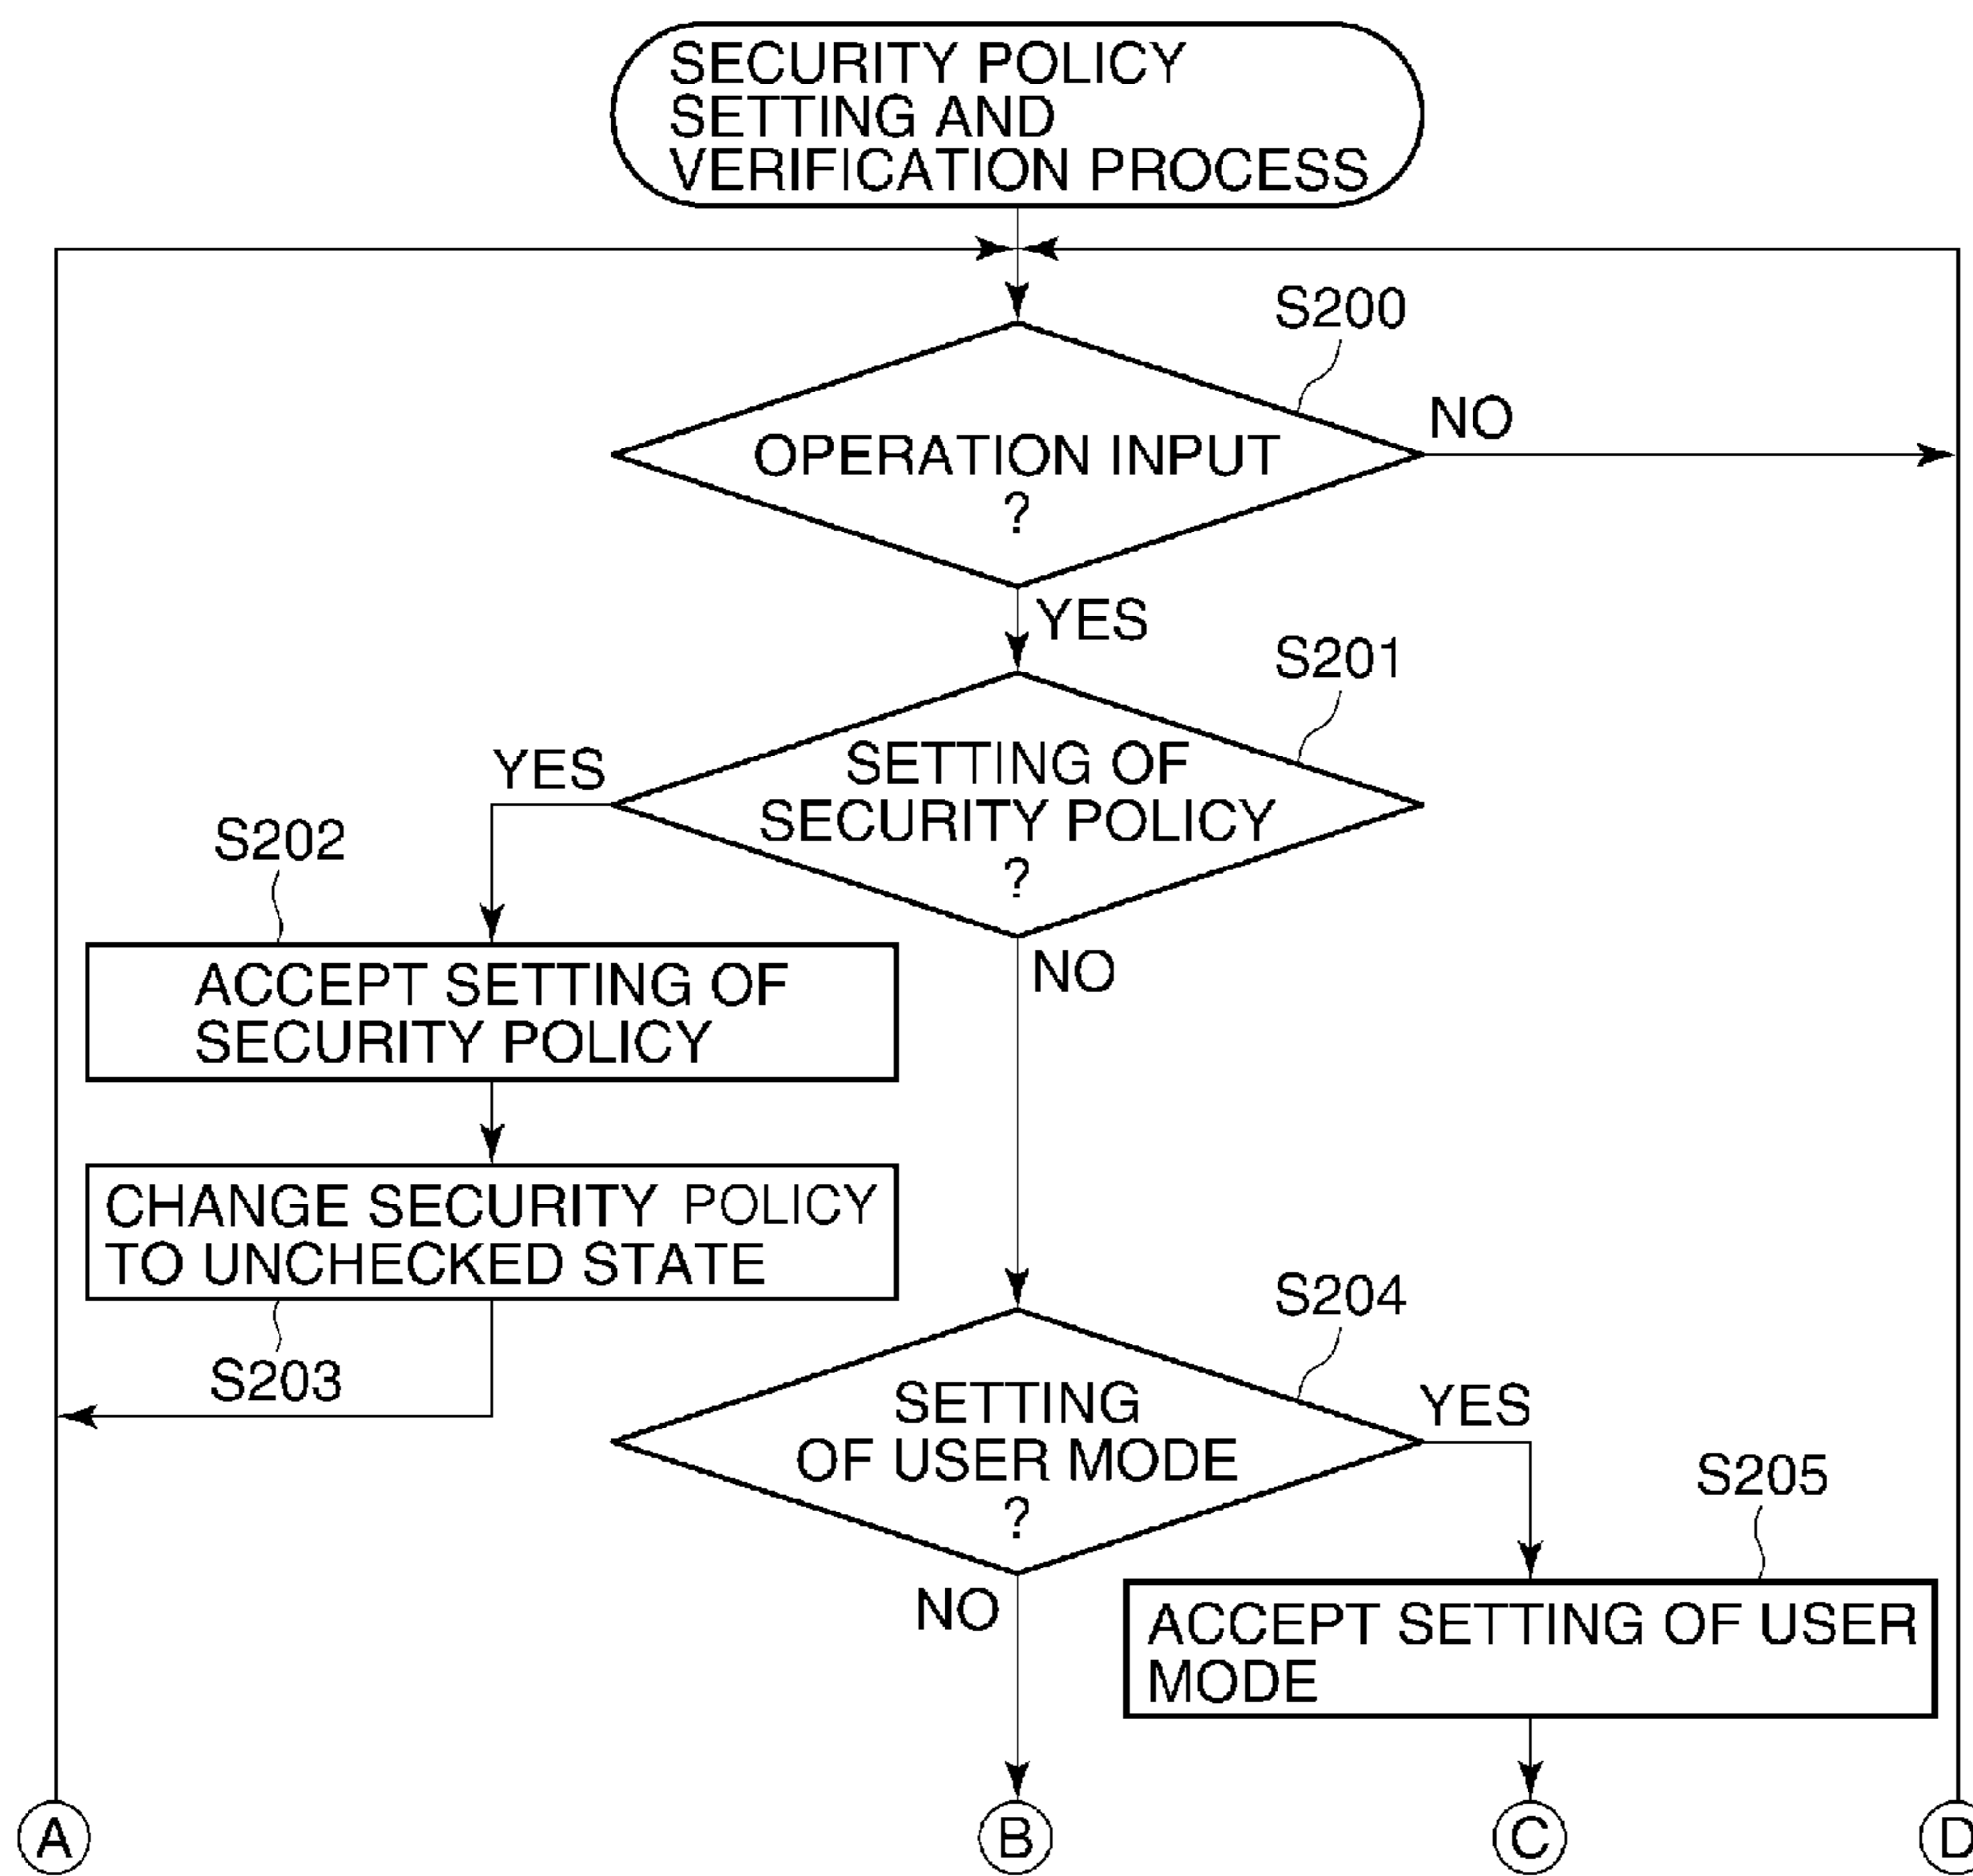 SECURITY POLICY
SETTING AND
VERIFICATION PROCESS
S200
OPERATION INPUT
?
NO
YES
S201
SETTING OF
SECURITY POLICY
?
YES
NO
S202
ACCEPT SETTING OF
SECURITY POLICY
CHANGE SECURITY POLICY
TO UNCHECKED STATE
S203
S204
SETTING
OF USER MODE
?
YES
NO
S205
ACCEPT SETTING OF USER
MODE
A
B
C
D